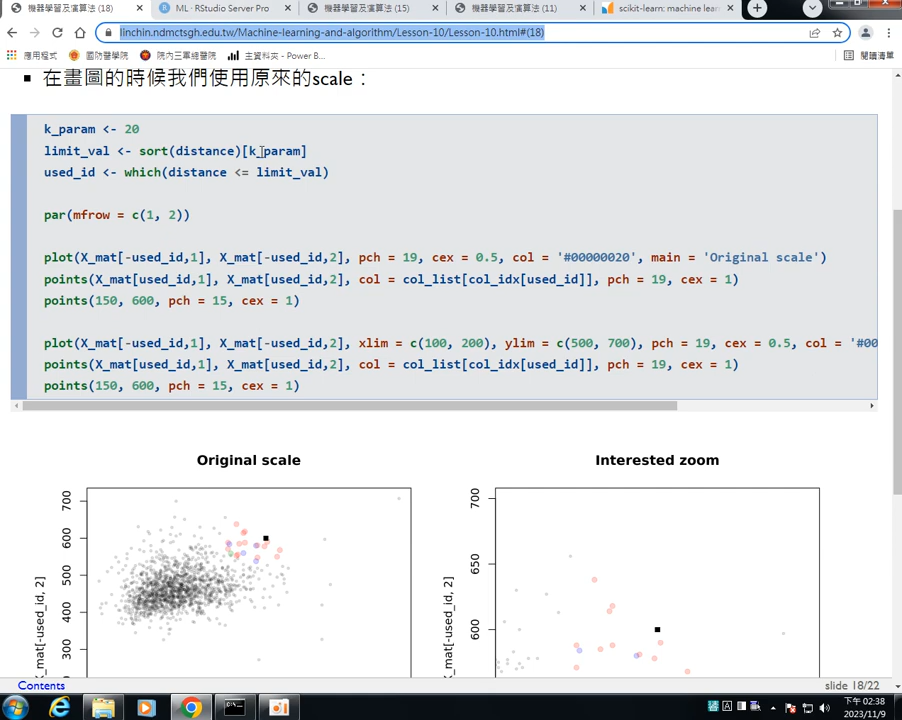 機器學習及演算法 (18)
ML · RStudio Server Pro
機器學習及演算法 (15)
機器學習及演算法 (11)
scikit-learn: machine lear
linchin.ndmctsgh.edu.tw/Machine-learning-and-algorithm/Lesson-10/Lesson-10.html#(18)
應用程式
國防醫學院
院內三軍總醫院
主資料夾 - Power B...
閱讀清單
在畫圖的時候我們使用原來的scale：
k_param <- 20
limit_val <- sort(distance)[k_param]
used_id <- which(distance <= limit_val)
par(mfrow = c(1, 2))
plot(X_mat[-used_id,1], X_mat[-used_id,2], pch = 19, cex = 0.5, col = '#00000020', main = 'Original scale')
points(X_mat[used_id,1], X_mat[used_id,2], col = col_list[col_idx[used_id]], pch = 19, cex = 1)
points(150, 600, pch = 15, cex = 1)
plot(X_mat[-used_id,1], X_mat[-used_id,2], xlim = c(100, 200), ylim = c(500, 700), pch = 19, cex = 0.5, col = '#00
points(X_mat[used_id,1], X_mat[used_id,2], col = col_list[col_idx[used_id]], pch = 19, cex = 1)
points(150, 600, pch = 15, cex = 1)
Original scale
700
600
500
400
300
X_mat[-used_id, 2]
Interested zoom
700
650
600
X_mat[-used_id, 2]
Contents
slide 18/22
下午 02:38
2023/11/9